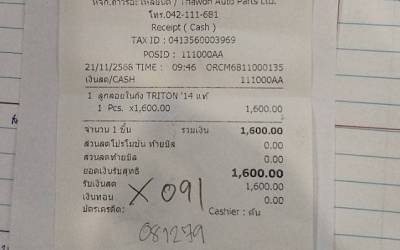 หจก.ถาวรอะไหล่ยนต์ / Thawon Auto Parts Ltd.
โทร.042-111-681
Receipt ( Cash )
TAX ID : 0413560003969
POSID : 111000AA
21/11/2568 TIME : 09:46 ORCM6811000135
เงินสด/CASH 111000AA
1 ลูกลอยในถัง TRITON '14 แท้
1 Pcs. x1,600.00 1,600.00
จำนวน 1 ชิ้น รวมเงิน 1,600.00
ส่วนลดโปรโมชั่น ท้ายบิล 0.00
ส่วนลดท้ายบิล 0.00
ยอดเงินรับสุทธิ 1,600.00
รับเงินสด 1,600.00
เงินทอน 0.00
บัตรเครดิต: Cashier : ต้น
X 091
081279